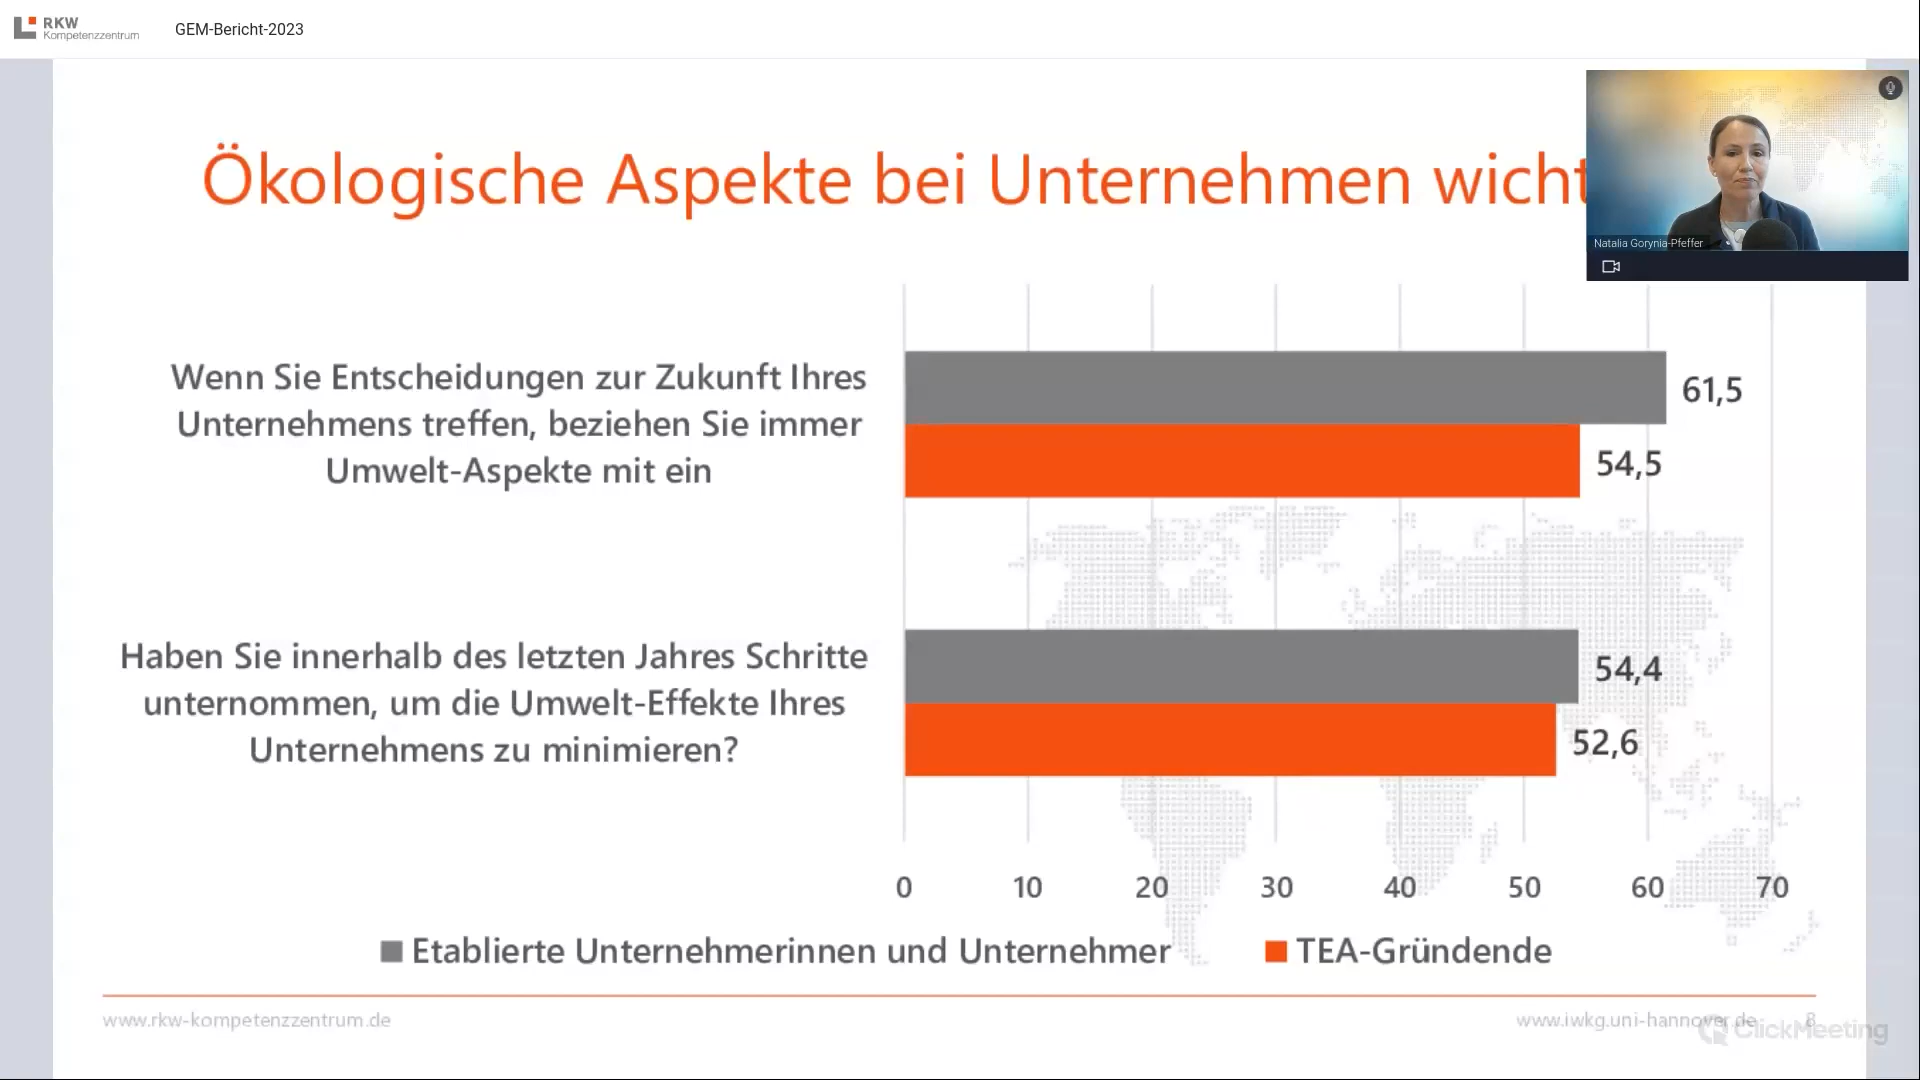 RKW
Kompetenzzentrum
GEM-Bericht-2023
Ökologische Aspekte bei Unternehmen wicht
Natalia Gorynia-Pfeffer
Wenn Sie Entscheidungen zur Zukunft Ihres
Unternehmens treffen, beziehen Sie immer
Umwelt-Aspekte mit ein
61,5
54,5
Haben Sie innerhalb des letzten Jahres Schritte
unternommen, um die Umwelt-Effekte Ihres
Unternehmens zu minimieren?
54,4
52,6
0 10 20 30 40 50 60 70
Etablierte Unternehmerinnen und Unternehmer TEA-Gründende
www.rkw-kompetenzzentrum.de
www.iwkg.uni-hannover.de 8
ClickMeeting